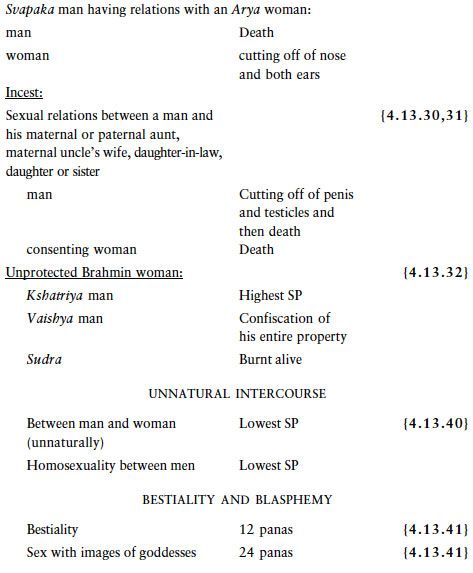 Svapaka man having relations with an Arya woman:
man Death
woman cutting off of nose
and both ears
Incest:
Sexual relations between a man and {4.13.30,31}
his maternal or paternal aunt,
maternal uncle's wife, daughter-in-law,
daughter or sister
man Cutting off of penis
and testicles and
then death
consenting woman Death
Unprotected Brahmin woman: {4.13.32}
Kshatriya man Highest SP
Vaishya man Confiscation of
his entire property
Sudra Burnt alive
UNNATURAL INTERCOURSE
Between man and woman Lowest SP {4.13.40}
(unnaturally)
Homosexuality between men Lowest SP
BESTIALITY AND BLASPHEMY
Bestiality 12 panas {4.13.41}
Sex with images of goddesses 24 panas {4.13.41}